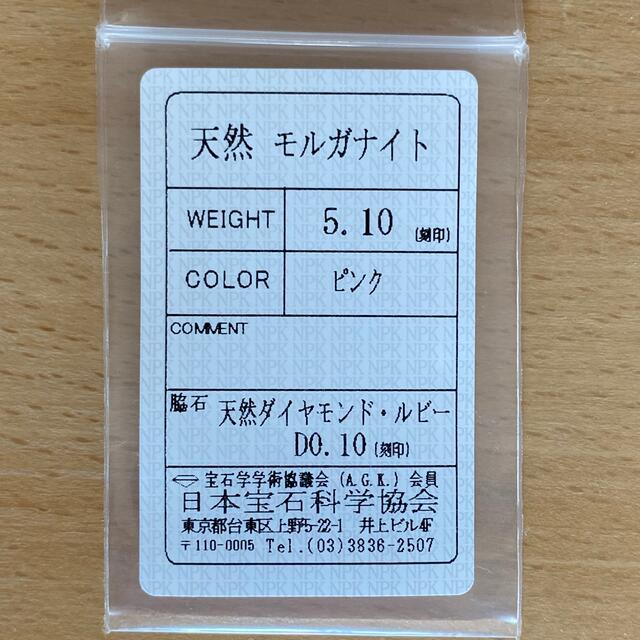 天然 モルガナイト
WEIGHT 5.10 (刻印)
COLOR ピンク
COMMENT
脇石 天然ダイヤモンド・ルビー
D0.10 (刻印)
宝石学学術協議会 (A.G.K.) 会員
日本宝石科学協会
東京都台東区上野5-22-1 井上ビル4F
〒110-0005 Tel.(03)3836-2507